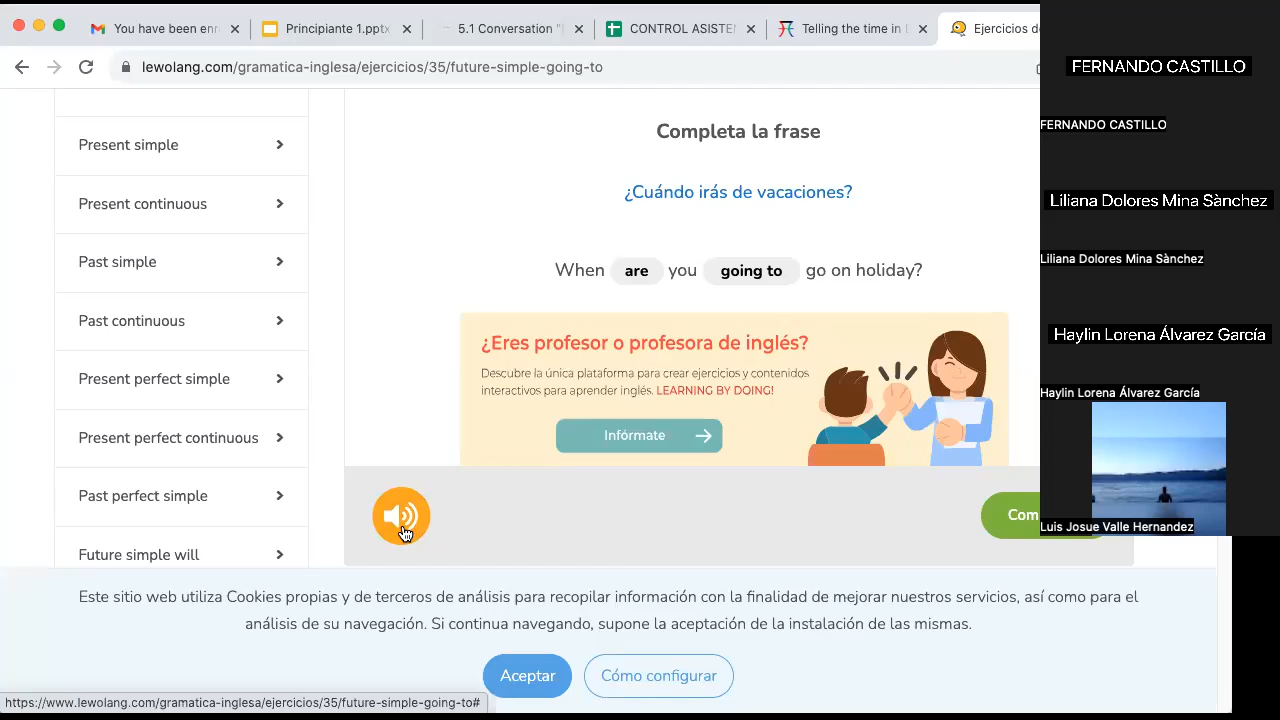 You have been en
Principiante 1.pptx
5.1 Conversation "
CONTROL ASISTE
Telling the time in
Ejercicios de
lewolang.com/gramatica-inglesa/ejercicios/35/future-simple-going-to
Present simple
Present continuous
Past simple
Past continuous
Present perfect simple
Present perfect continuous
Past perfect simple
Future simple will
Completa la frase
¿Cuándo irás de vacaciones?
When are you going to go on holiday?
¿Eres profesor o profesora de inglés?
Descubre la única plataforma para crear ejercicios y contenidos
interactivos para aprender inglés. LEARNING BY DOING!
Infórmate
Com
Este sitio web utiliza Cookies propias y de terceros de análisis para recopilar información con la finalidad de mejorar nuestros servicios, así como para el
análisis de su navegación. Si continua navegando, supone la aceptación de la instalación de las mismas.
Aceptar
Cómo configurar
https://www.lewolang.com/gramatica-inglesa/ejercicios/35/future-simple-going-to#
FERNANDO CASTILLO
FERNANDO CASTILLO
Liliana Dolores Mina Sànchez
Liliana Dolores Mina Sànchez
Haylin Lorena Álvarez García
Haylin Lorena Álvarez García
Luis Josue Valle Hernandez